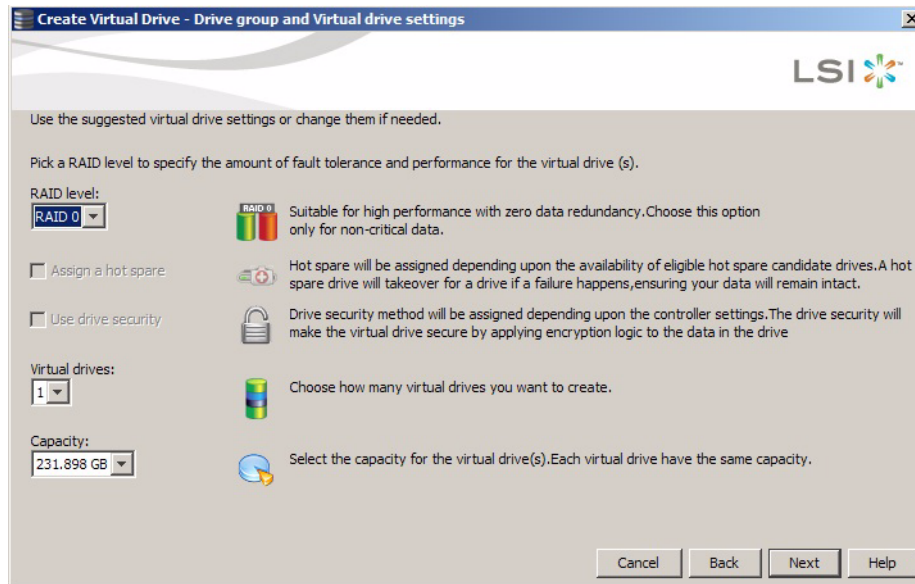 Create Virtual Drive - Drive group and Virtual drive settings
LSI
Use the suggested virtual drive settings or change them if needed.
Pick a RAID level to specify the amount of fault tolerance and performance for the virtual drive (s).
RAID level:
RAID 0
RAID 0
Suitable for high performance with zero data redundancy.Choose this option
only for non-critical data.
Assign a hot spare
Hot spare will be assigned depending upon the availability of eligible hot spare candidate drives.A hot
spare drive will takeover for a drive if a failure happens,ensuring your data will remain intact.
Use drive security
Drive security method will be assigned depending upon the controller settings.The drive security will
make the virtual drive secure by applying encryption logic to the data in the drive
Virtual drives:
1
Choose how many virtual drives you want to create.
Capacity:
231.898 GB
Select the capacity for the virtual drive(s).Each virtual drive have the same capacity.
Cancel
Back
Next
Help